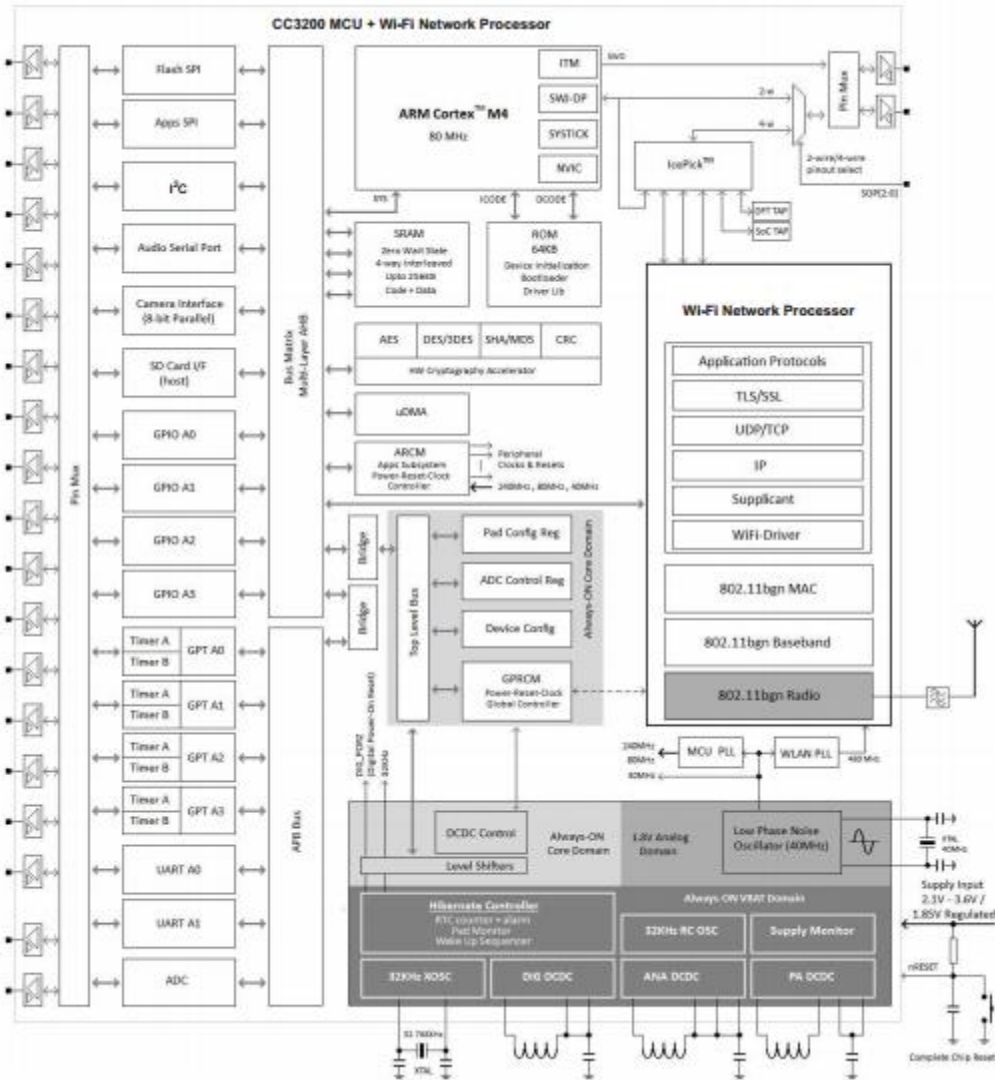 CC3200 MCU + Wi-Fi Network Processor
Flash SPI
Apps SPI
I²C
Audio Serial Port
Camera Interface
(8-bit Parallel)
SD Card I/F
(host)
GPIO A0
GPIO A1
GPIO A2
GPIO A3
Timer A
Timer B
GPT A0
Timer A
Timer B
GPT A1
Timer A
Timer B
GPT A2
Timer A
Timer B
GPT A3
UART A0
UART A1
ADC
Pin Mux
Bus Matrix
Multi-Layer AHB
APB Bus
ARM Cortex™ M4
80 MHz
ITM
SWJ-DP
SYSTICK
NVIC
SWO
2-w
4-w
Pin Mux
2-wire/4-wire
pinout select
SOP(2:0)
IcePick™
DFT TAP
SoC TAP
SYS
ICODE
DCODE
SRAM
Zero Wait State
4-way Interleaved
Upto 256KB
Code + Data
ROM
64KB
Device Initialization
Bootloader
Driver Lib
AES
DES/3DES
SHA/MD5
CRC
HW Cryptography Accelerator
uDMA
ARCM
Apps Subsystem
Power-Reset-Clock
Controller
Peripheral
Clocks & Resets
240MHz, 80MHz, 40MHz
Bridge
Bridge
Top Level Bus
Pad Config Reg
ADC Control Reg
Device Config
GPRCM
Power-Reset-Clock
Global Controller
Always-ON Core Domain
Wi-Fi Network Processor
Application Protocols
TLS/SSL
UDP/TCP
IP
Supplicant
WiFi-Driver
802.11bgn MAC
802.11bgn Baseband
802.11bgn Radio
DIG_PORZ
(Digital Power-On Reset)
32KHz
240MHz
80MHz
40MHz
MCU PLL
WLAN PLL
480 MHz
DCDC Control
Level Shifters
Always-ON
Core Domain
1.8V Analog
Domain
Low Phase Noise
Oscillator (40MHz)
XTAL
40MHz
Hibernate Controller
RTC counter + alarm
Pad Monitor
Wake Up Sequencer
Always ON VBAT Domain
32KHz RC OSC
Supply Monitor
32KHz XOSC
DIG DCDC
ANA DCDC
PA DCDC
Supply Input
2.1V - 3.6V /
1.85V Regulated
nRESET
Complete Chip Reset
32.768KHz
XTAL